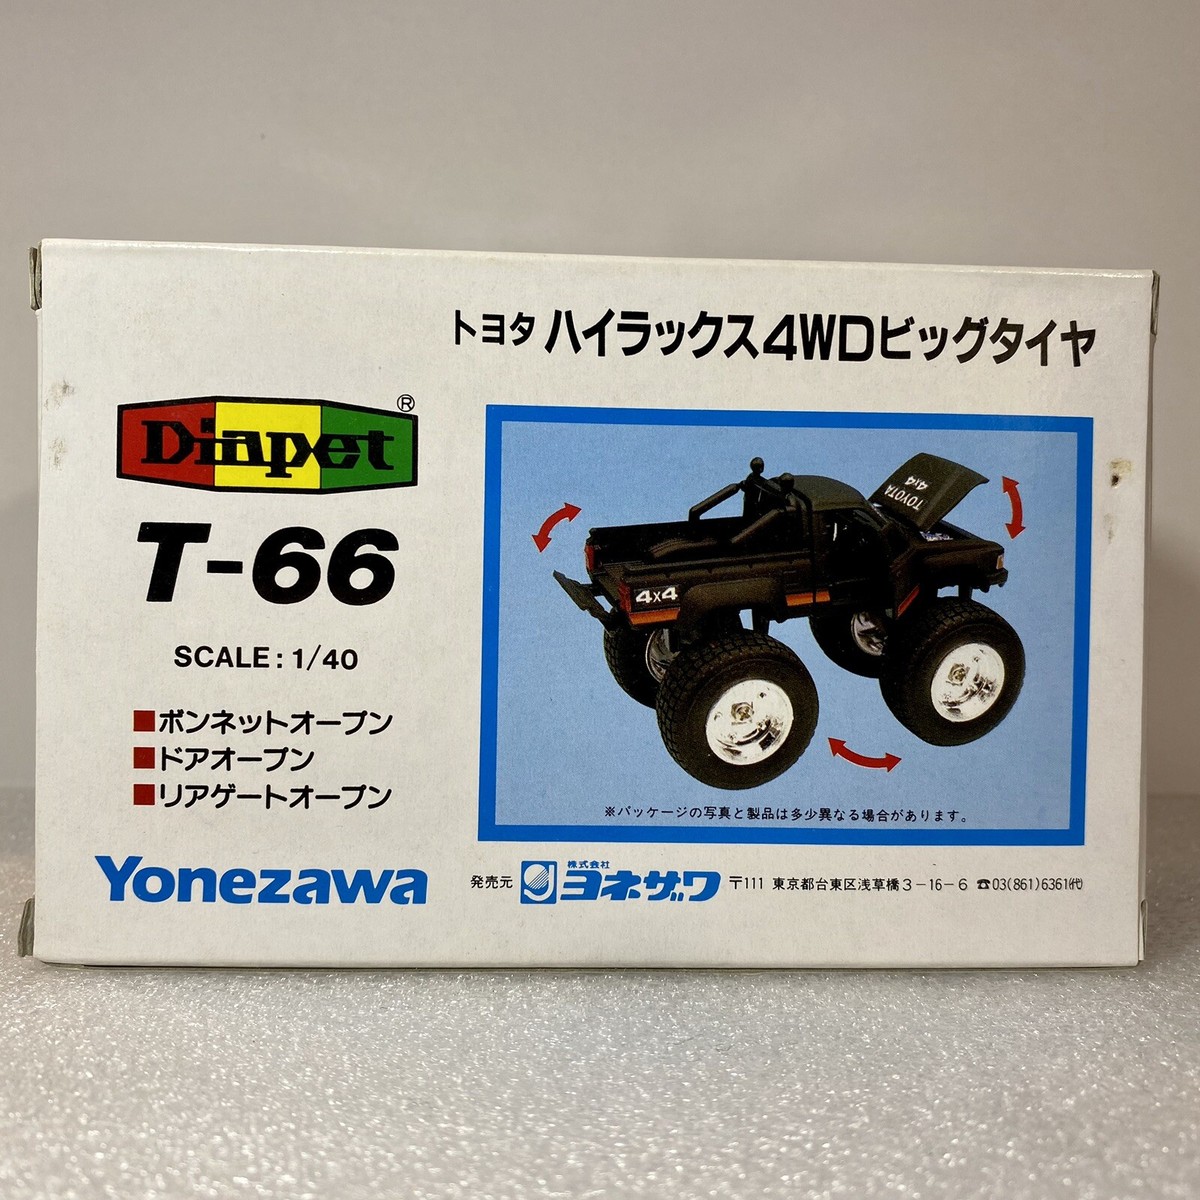 トヨタ ハイラックス4WDビッグタイヤ
Diapet®
T-66
SCALE: 1/40
■ボンネットオープン
■ドアオープン
■リアゲートオープン
TOYOTA
4x4
4x4
※パッケージの写真と製品は多少異なる場合があります。
Yonezawa
発売元 株式会社 ヨネザワ 〒111 東京都台東区浅草橋3-16-6 ☎03(861)6361(代)